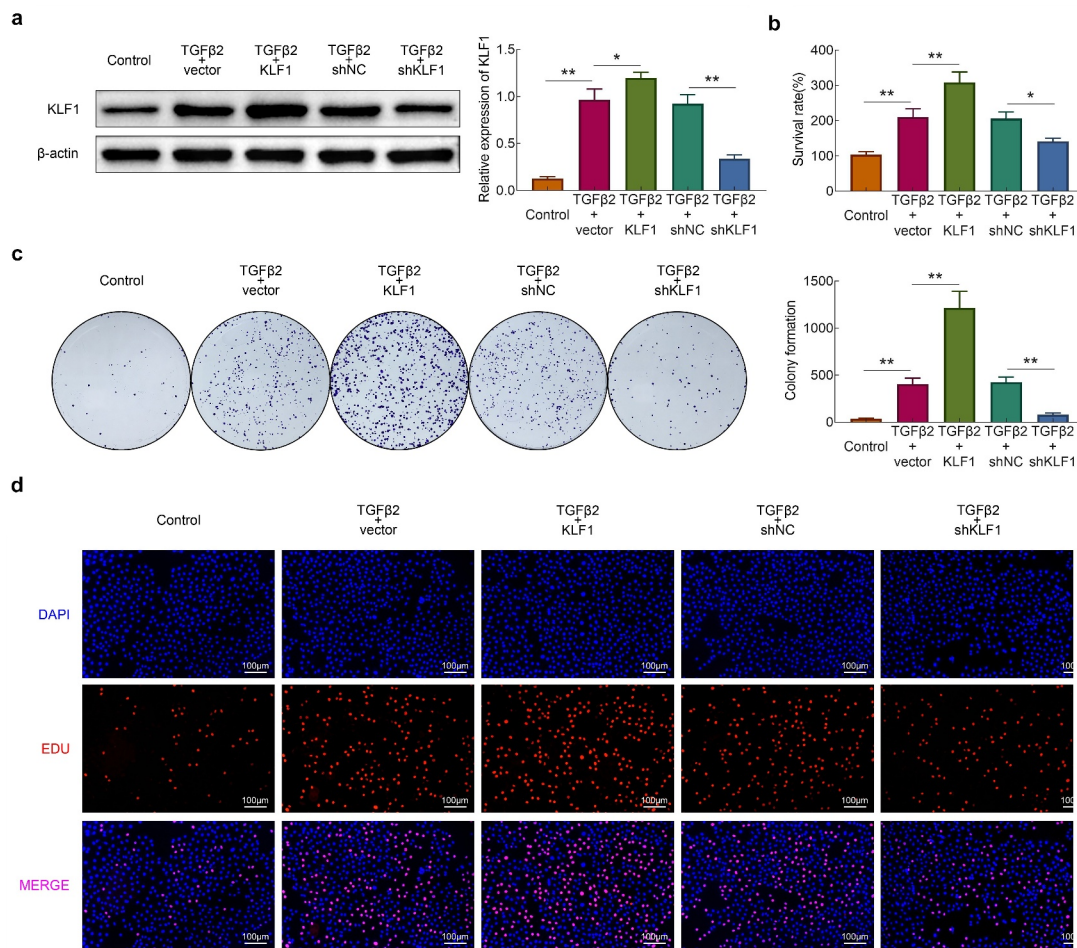 a
Control
TGFβ2
+
vector
TGFβ2
+
KLF1
TGFβ2
+
shNC
TGFβ2
+
shKLF1
KLF1
β-actin
Relative expression of KLF1
1.5
1.0
0.5
0.0
**
*
**
Control
TGFβ2
+
vector
TGFβ2
+
KLF1
TGFβ2
+
shNC
TGFβ2
+
shKLF1
b
Survival rate(%)
400
300
200
100
0
**
**
*
Control
TGFβ2
+
vector
TGFβ2
+
KLF1
TGFβ2
+
shNC
TGFβ2
+
shKLF1
c
Control
TGFβ2
+
vector
TGFβ2
+
KLF1
TGFβ2
+
shNC
TGFβ2
+
shKLF1
Colony formation
1500
1000
500
0
**
**
**
Control
TGFβ2
+
vector
TGFβ2
+
KLF1
TGFβ2
+
shNC
TGFβ2
+
shKLF1
d
Control
TGFβ2
+
vector
TGFβ2
+
KLF1
TGFβ2
+
shNC
TGFβ2
+
shKLF1
DAPI
100μm
100μm
100μm
100μm
100
EDU
100μm
100μm
100μm
100μm
100
MERGE
100μm
100μm
100μm
100μm
100